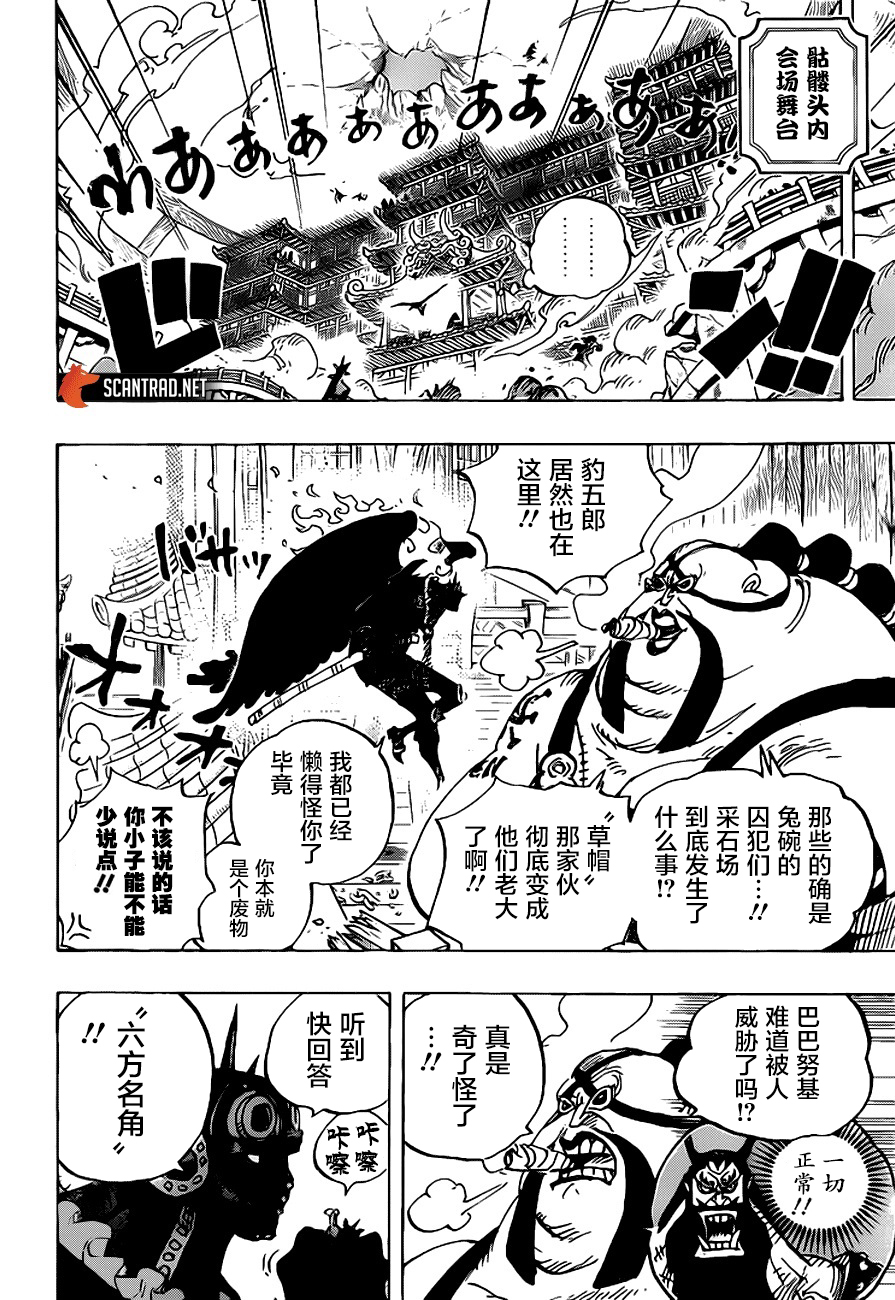 骷髅头内
会场舞台
わあああああああああ
…………
ドン!!
SCANTRAD.NET
豹五郎
居然也在
这里!!
バサッ
メラメラ
那些的确是
兔碗的
囚犯们…!!
采石场
到底发生了
什么事!?
“草帽”
那家伙
彻底变成
他们老大
了啊!!
我都已经
懒得怪你了
毕竟
你本就
是个废物
不该说的话
你小子能不能
少说点!!
巴巴努基
难道被人
威胁了吗!?
一切
正常!!
真是
奇了怪了
…!!
听到
快回答
咔嚓
咔嚓
“六方名角”
!!